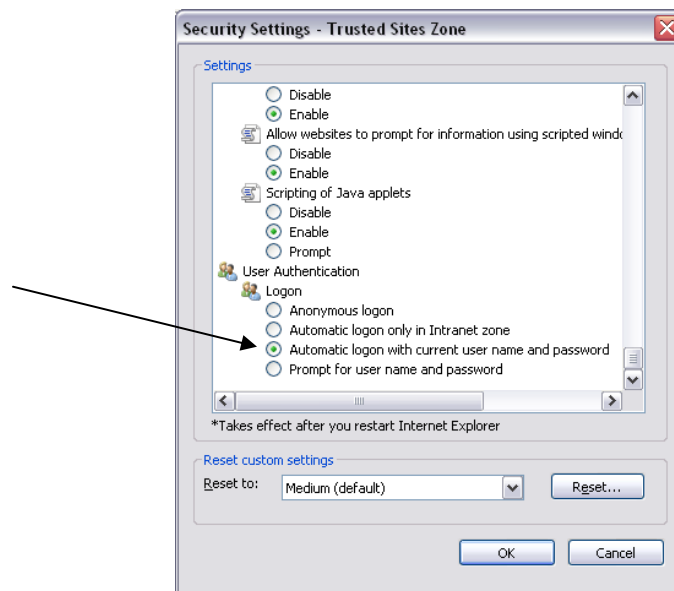 Security Settings - Trusted Sites Zone
Settings
Disable
Enable
Allow websites to prompt for information using scripted
Disable
Enable
Scripting of Java applets
Disable
Enable
Prompt
User Authentication
Logon
Anonymous logon
Automatic logon only in Intranet zone
Automatic logon with current user name and password
Prompt for user name and password
*Takes effect after you restart Internet Explorer
Reset custom settings
Reset to:
Medium (default)
Reset...
OK
Cancel